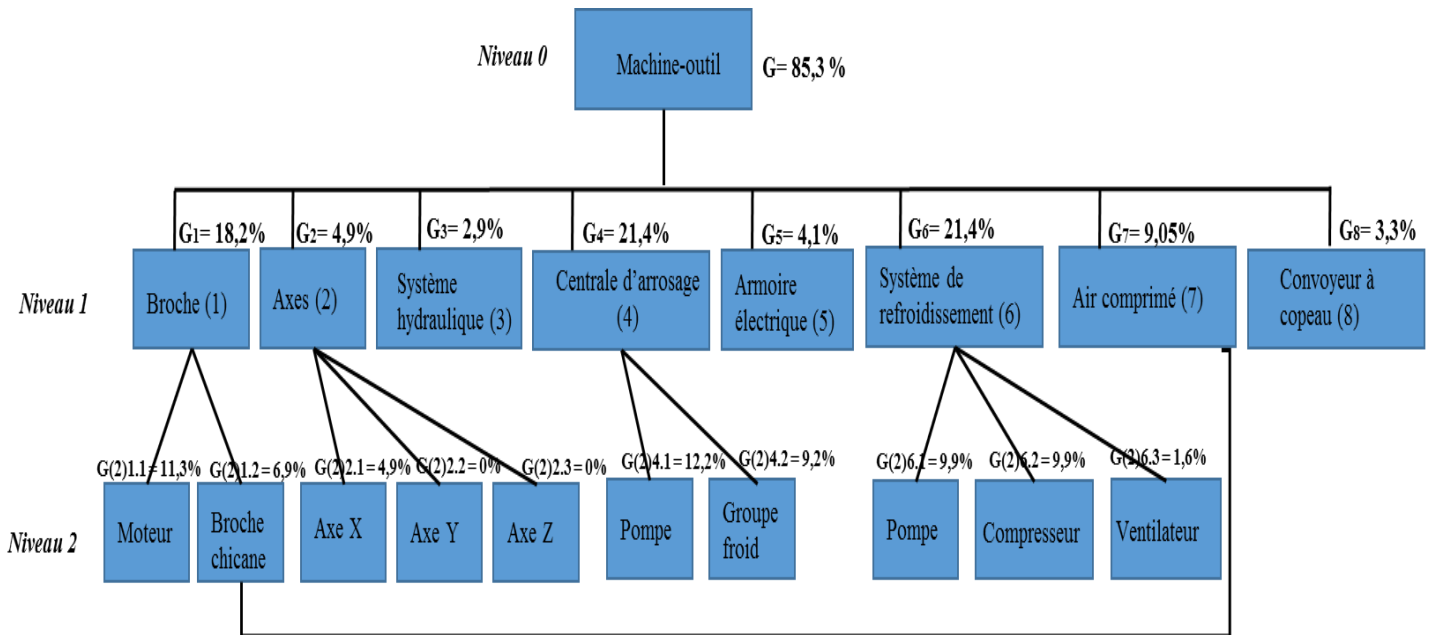 Niveau 0
Machine-outil
G= 85,3 %
G1= 18,2%
G2= 4,9%
G3= 2,9%
G4= 21,4%
G5= 4,1%
G6= 21,4%
G7= 9,05%
G8= 3,3%
Niveau 1
Broche (1)
Axes (2)
Système
hydraulique (3)
Centrale d’arrosage
(4)
Armoire
électrique (5)
Système de
refroidissement (6)
Air comprimé (7)
Convoyeur à
copeau (8)
G(2)1.1=11,3%
G(2)1.2=6,9%
G(2)2.1=4,9%
G(2)2.2=0%
G(2)2.3=0%
G(2)4.1=12,2%
G(2)4.2=9,2%
G(2)6.1=9,9%
G(2)6.2=9,9%
G(2)6.3=1,6%
Niveau 2
Moteur
Broche
chicane
Axe X
Axe Y
Axe Z
Pompe
Groupe
froid
Pompe
Compresseur
Ventilateur